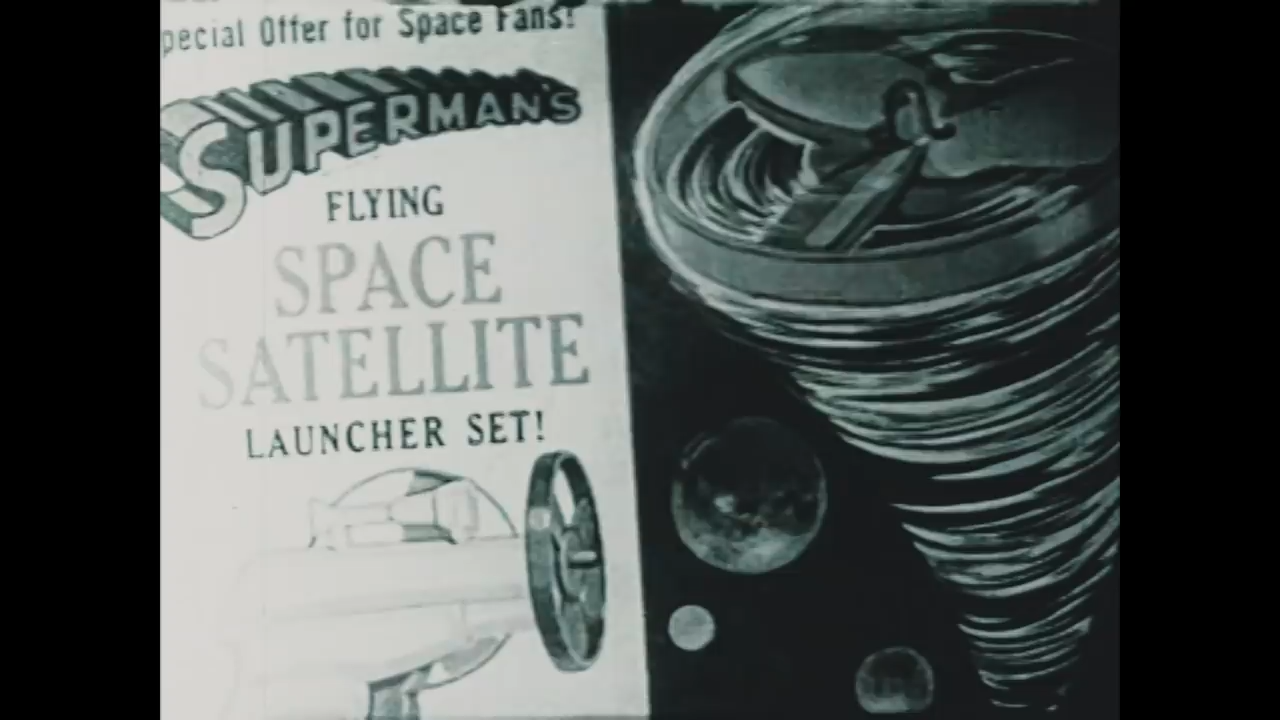 pecial Offer for Space Fans!
SUPERMAN'S
FLYING
SPACE
SATELLITE
LAUNCHER SET!